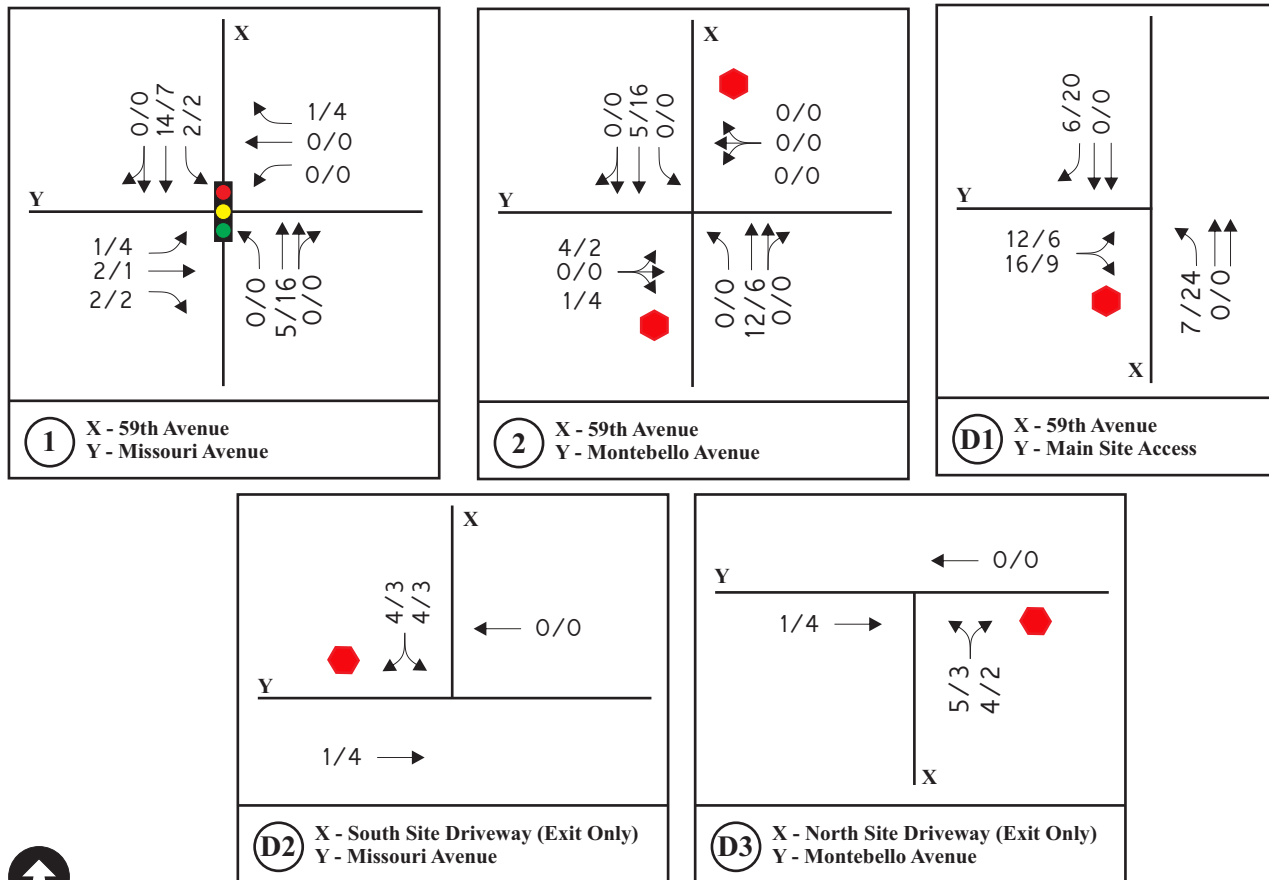 X
0/0
14/7
2/2
1/4
0/0
0/0
Y
1/4
2/1
2/2
0/0
5/16
0/0
1
X - 59th Avenue
Y - Missouri Avenue
X
0/0
5/16
0/0
0/0
0/0
0/0
Y
4/2
0/0
1/4
0/0
12/6
0/0
2
X - 59th Avenue
Y - Montebello Avenue
6/20
0/0
Y
12/6
16/9
7/24
0/0
X
D1
X - 59th Avenue
Y - Main Site Access
X
4/3
4/3
0/0
Y
1/4
D2
X - South Site Driveway (Exit Only)
Y - Missouri Avenue
0/0
Y
1/4
5/3
4/2
X
D3
X - North Site Driveway (Exit Only)
Y - Montebello Avenue